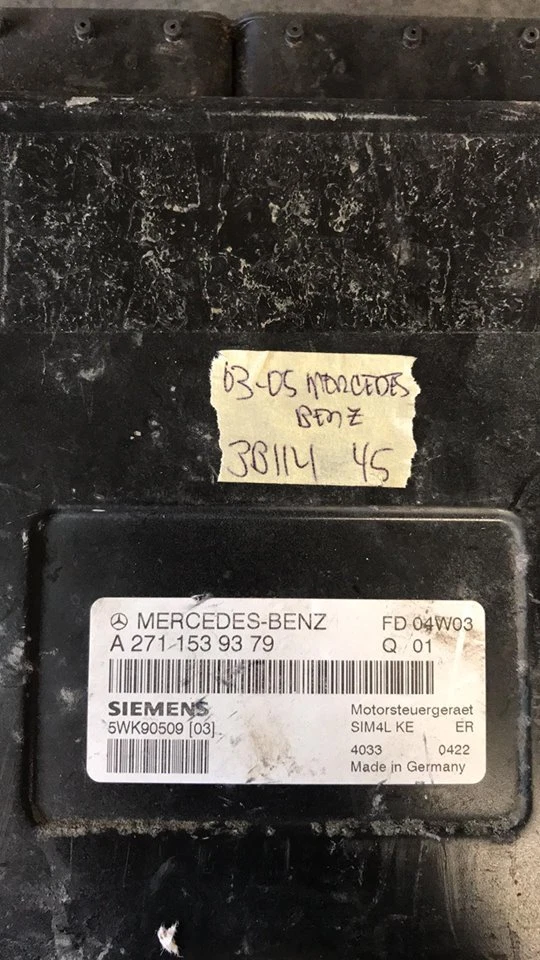 03-05 MORCEDES
BENZ
3B114 45
MERCEDES-BENZ FD 04W03
A 271 153 93 79 Q 01
SIEMENS Motorsteuergeraet
5WK90509 [03] SIM4L KE ER
4033 0422
Made in Germany